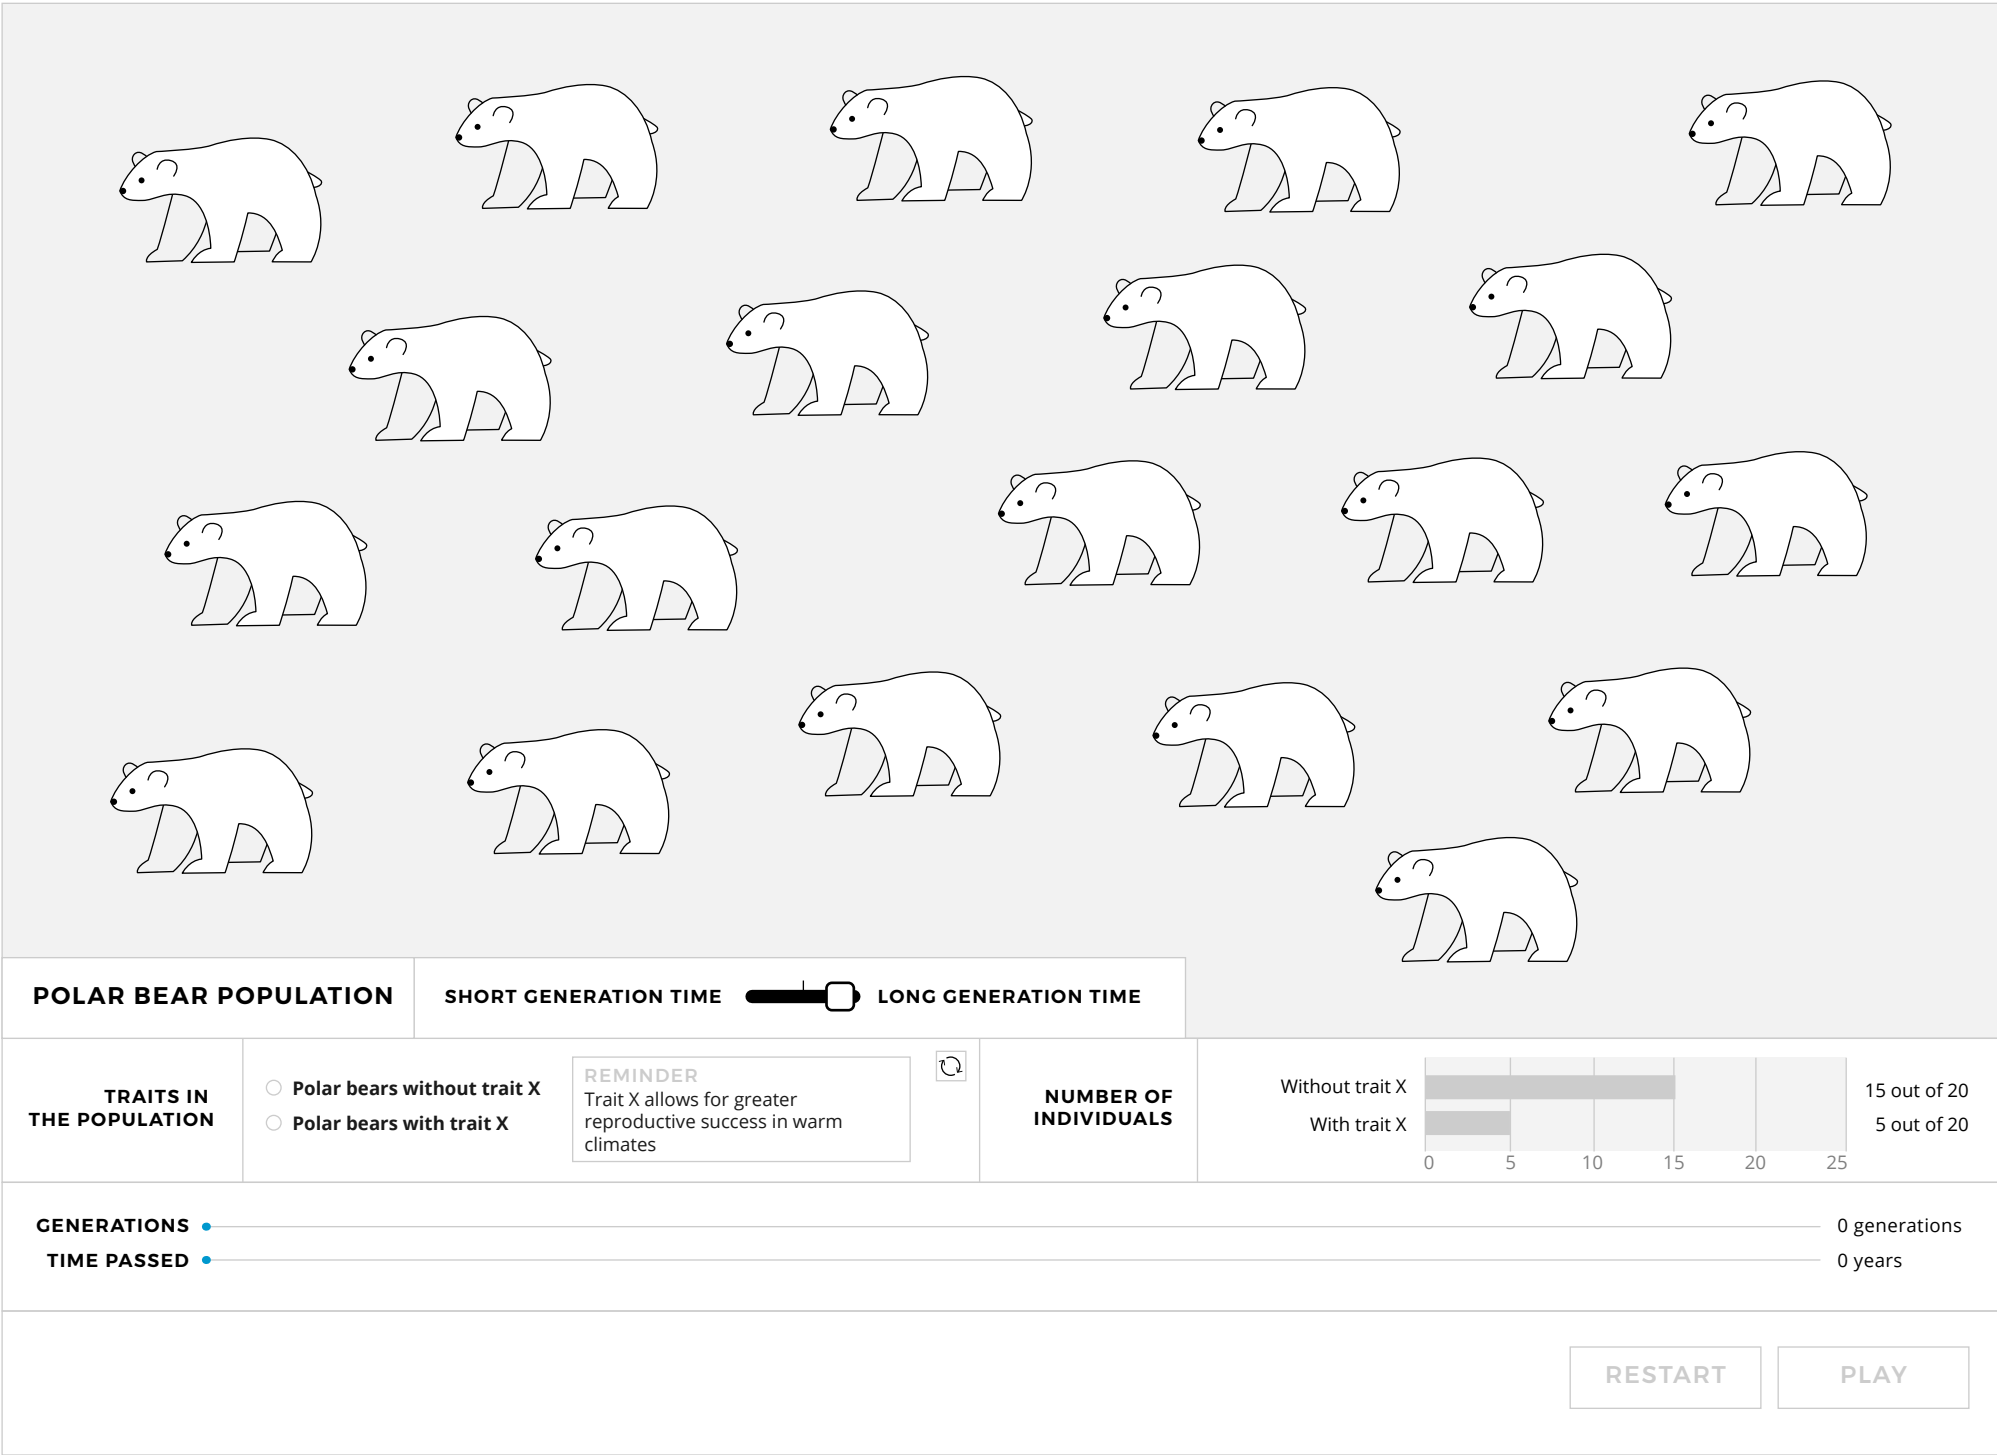 POLAR BEAR POPULATION
SHORT GENERATION TIME
LONG GENERATION TIME
TRAITS IN
THE POPULATION
Polar bears without trait X
Polar bears with trait X
REMINDER
Trait X allows for greater
reproductive success in warm
climates
NUMBER OF
INDIVIDUALS
Without trait X
15 out of 20
With trait X
5 out of 20
0 5 10 15 20 25
GENERATIONS
0 generations
TIME PASSED
0 years
RESTART
PLAY